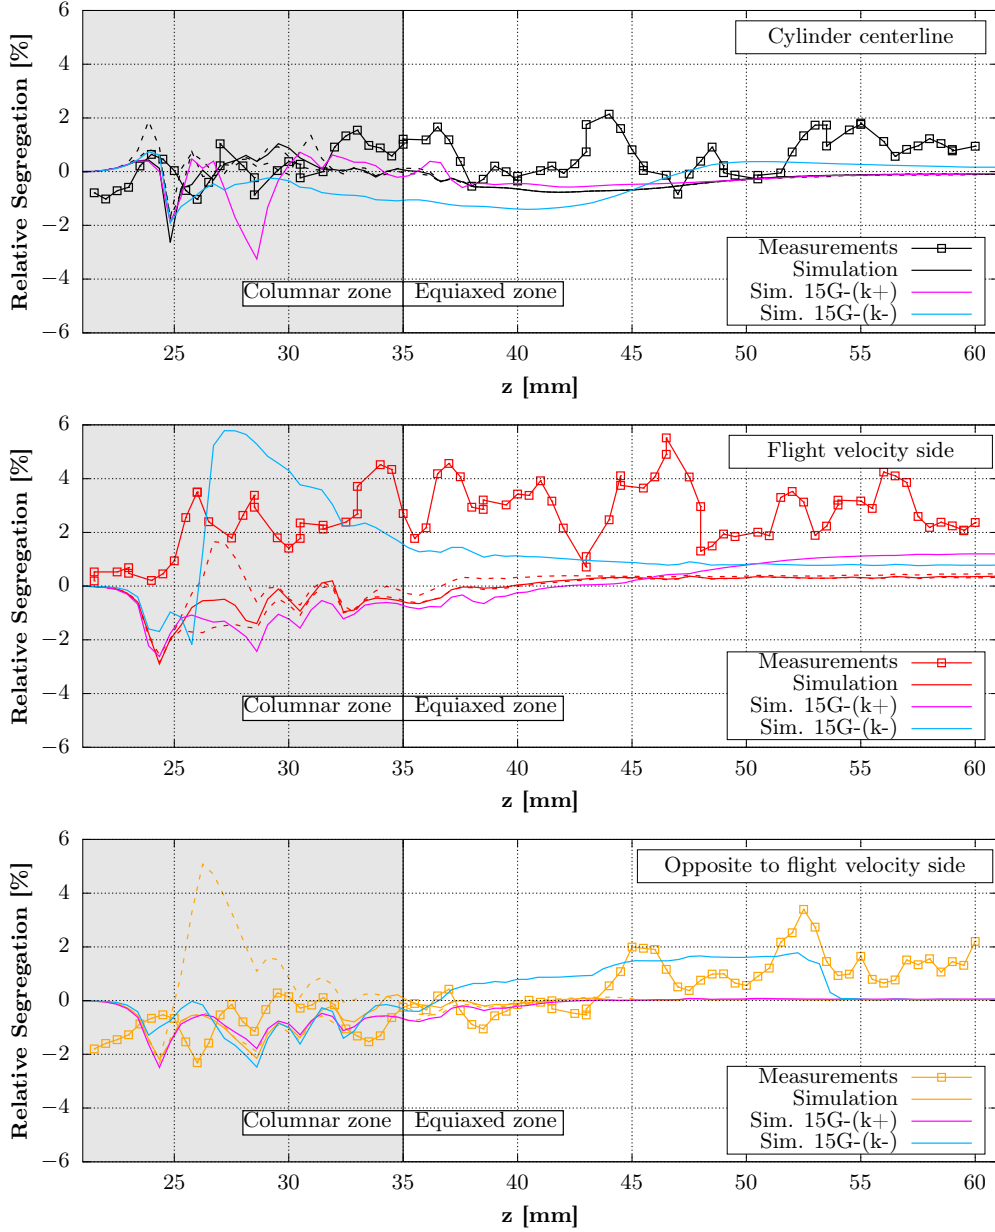 6
Cylinder centerline
4
2
0
−2
−4
−6
Relative Segregation [%]
Measurements
Simulation
Sim. 15G-(k+)
Sim. 15G-(k-)
Columnar zone
Equiaxed zone
25 30 35 40 45 50 55 60
z [mm]
6
Flight velocity side
4
2
0
−2
−4
−6
Relative Segregation [%]
Measurements
Simulation
Sim. 15G-(k+)
Sim. 15G-(k-)
Columnar zone
Equiaxed zone
25 30 35 40 45 50 55 60
z [mm]
6
Opposite to flight velocity side
4
2
0
−2
−4
−6
Relative Segregation [%]
Measurements
Simulation
Sim. 15G-(k+)
Sim. 15G-(k-)
Columnar zone
Equiaxed zone
25 30 35 40 45 50 55 60
z [mm]